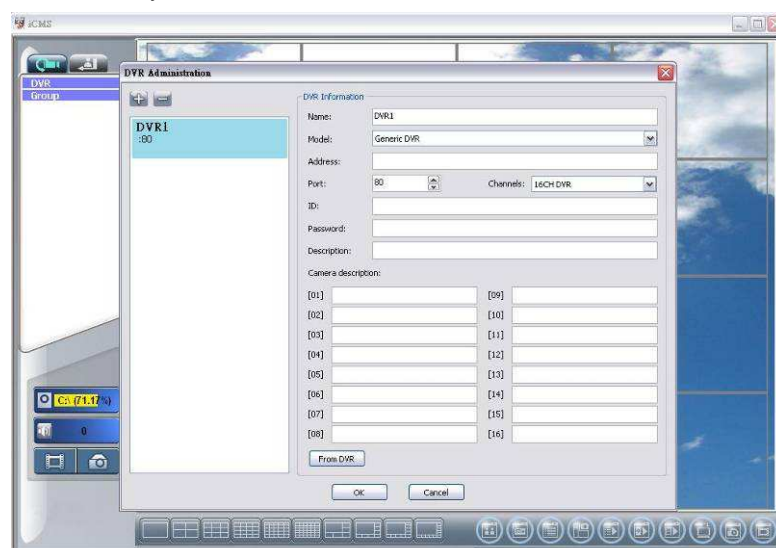 iCMS
DVR Administration
DVR
Group
DVR1
:80
DVR Information
Name: DVR1
Model: Generic DVR
Address:
Port: 80 Channels: 16CH DVR
ID:
Password:
Description:
Camera description:
[01] [09]
[02] [10]
[03] [11]
[04] [12]
[05] [13]
[06] [14]
[07] [15]
[08] [16]
From DVR
OK Cancel
C:\ (71.17%)
0